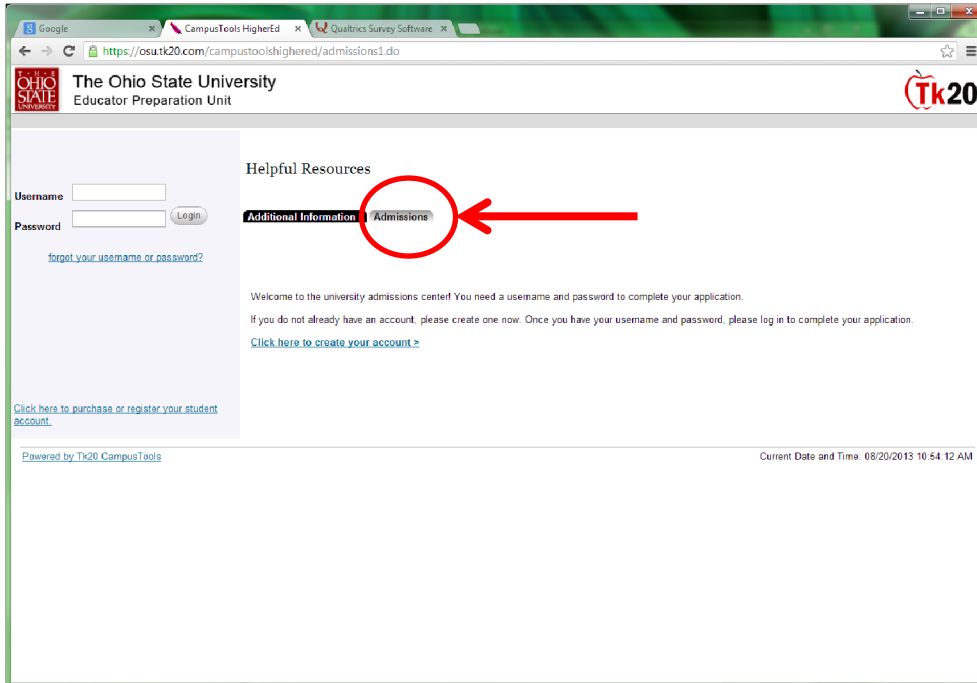 Google
CampusTools HigherEd
Qualtrics Survey Software
https://osu.tk20.com/campustoolshighered/admissions1.do
T · H · E
OHIO
STATE
UNIVERSITY
The Ohio State University
Educator Preparation Unit
Tk20
Helpful Resources
Username
Password
Login
forgot your username or password?
Additional Information
Admissions
Welcome to the university admissions center! You need a username and password to complete your application.
If you do not already have an account, please create one now. Once you have your username and password, please log in to complete your application.
Click here to create your account >
Click here to purchase or register your student
account.
Powered by Tk20 CampusTools
Current Date and Time: 08/20/2013 10:54:12 AM